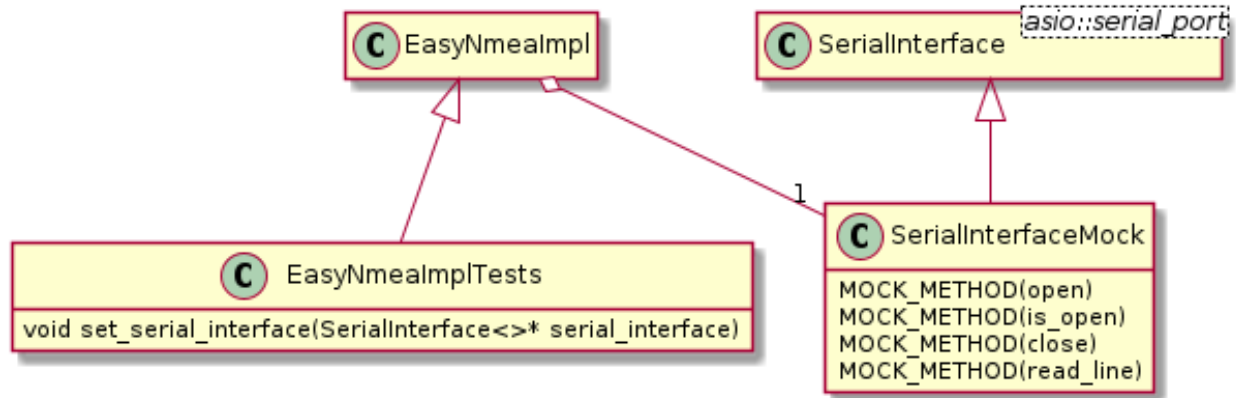 C EasyNmeaImpl
C SerialInterface
asio::serial_port
1
C EasyNmeaImplTests
void set_serial_interface(SerialInterface<>* serial_interface)
C SerialInterfaceMock
MOCK_METHOD(open)
MOCK_METHOD(is_open)
MOCK_METHOD(close)
MOCK_METHOD(read_line)